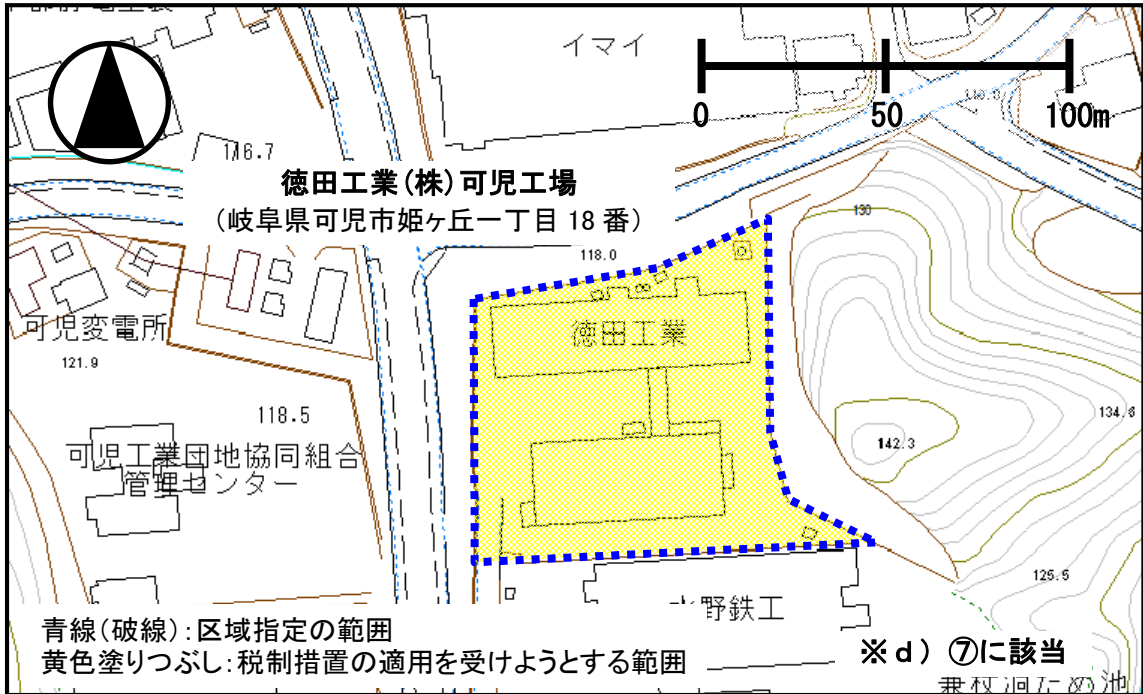 イマイ
0 50 100m
116.7
徳田工業(株)可児工場
(岐阜県可児市姫ヶ丘一丁目 18 番)
130
118.0
可児変電所
徳田工業
121.9
118.5
134.6
可児工業団地協同組合
管理センター
142.3
125.5
水野鉄工
青線(破線):区域指定の範囲
黄色塗りつぶし:税制措置の適用を受けようとする範囲
※d) ⑦に該当